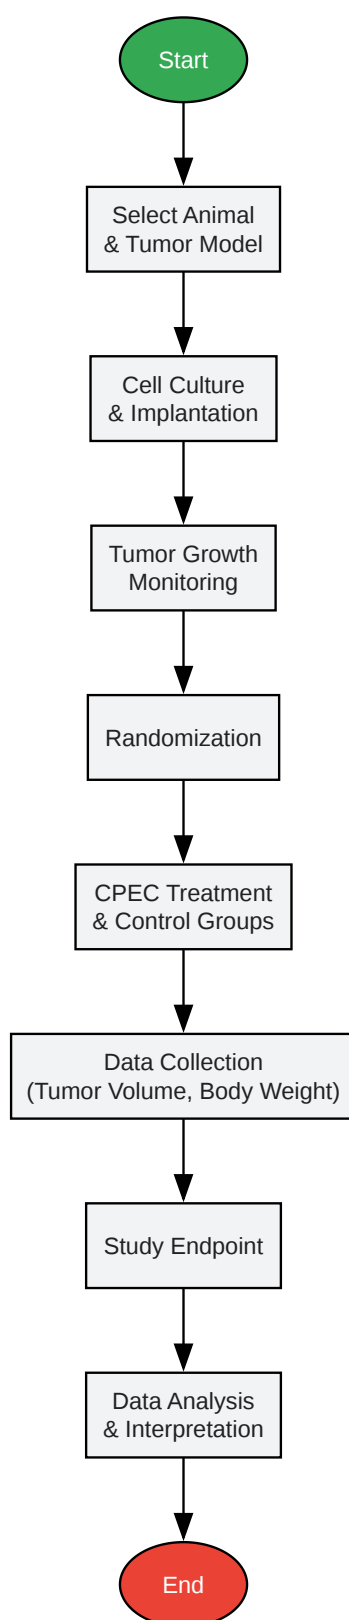 Start
Select Animal
& Tumor Model
Cell Culture
& Implantation
Tumor Growth
Monitoring
Randomization
CPEC Treatment
& Control Groups
Data Collection
(Tumor Volume, Body Weight)
Study Endpoint
Data Analysis
& Interpretation
End